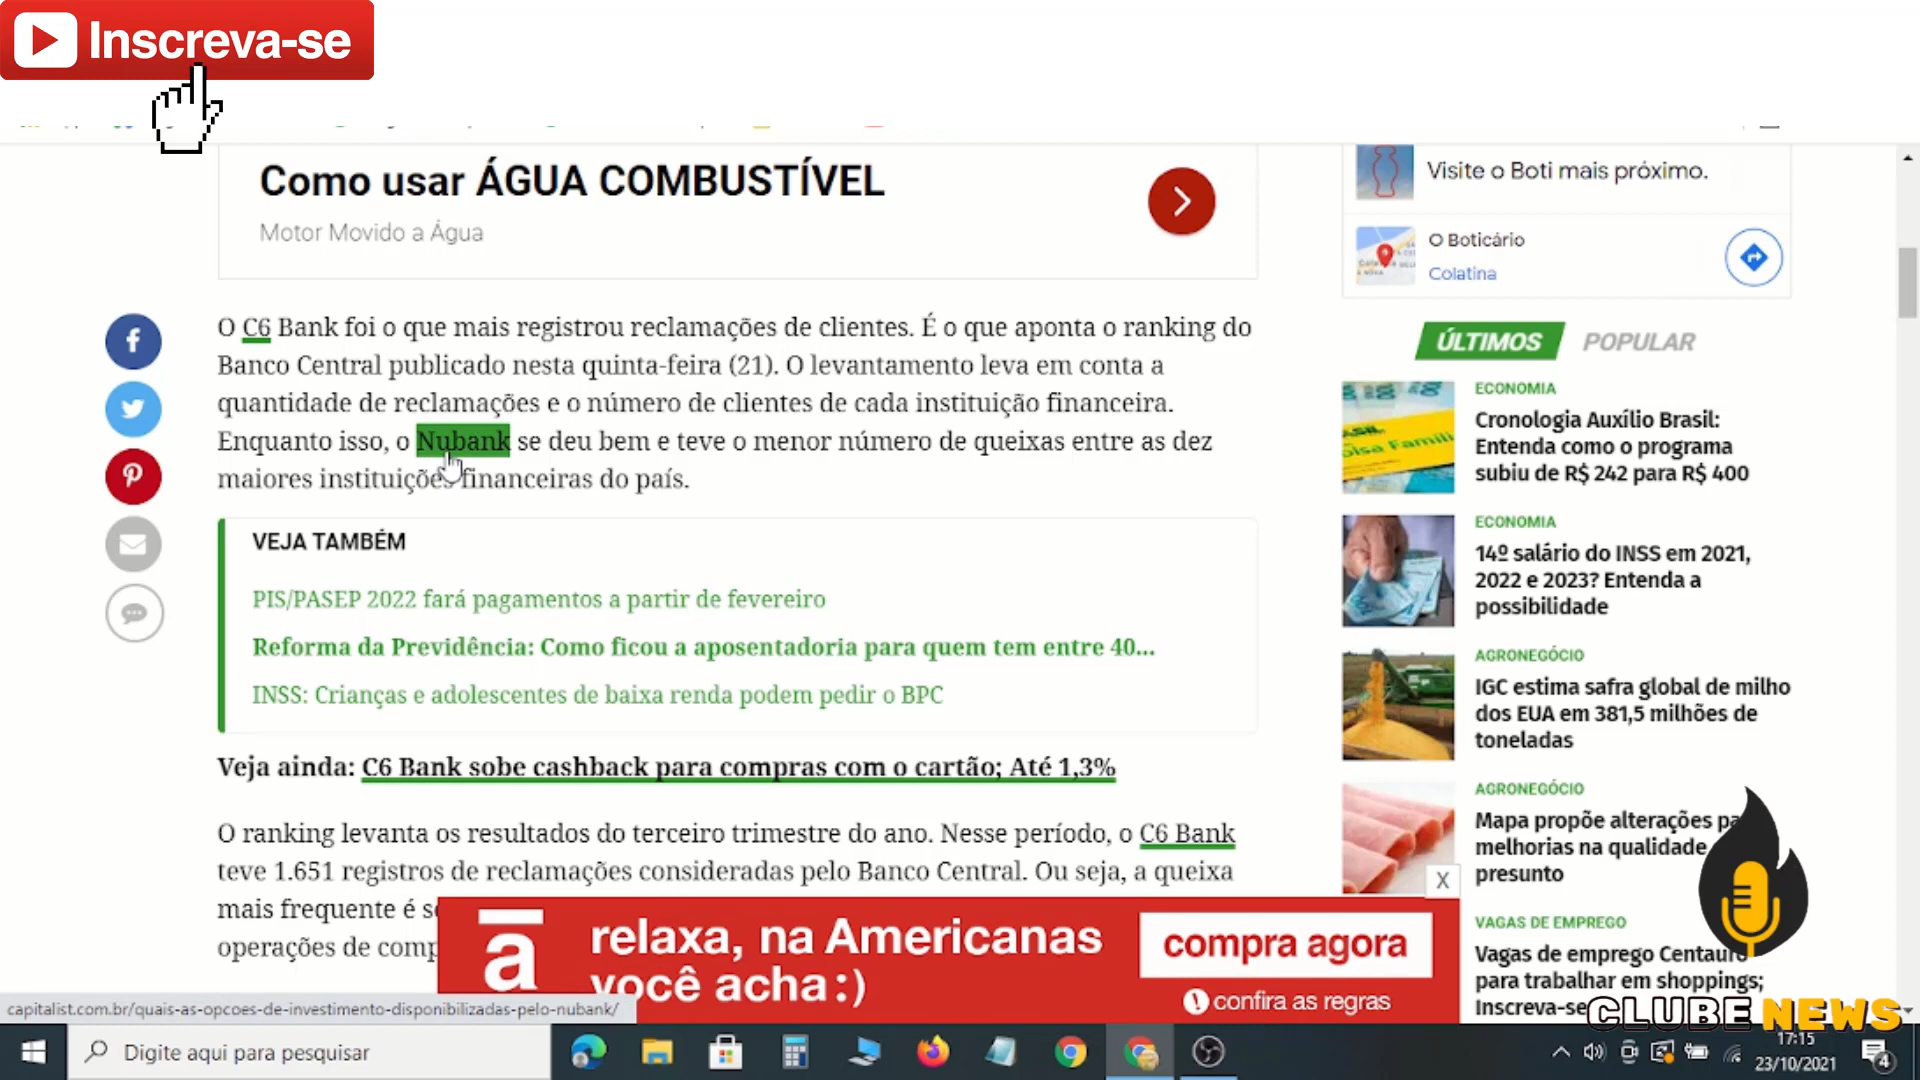 Inscreva-se
Como usar ÁGUA COMBUSTÍVEL
Motor Movido a Água
O C6 Bank foi o que mais registrou reclamações de clientes. É o que aponta o ranking do
Banco Central publicado nesta quinta-feira (21). O levantamento leva em conta a
quantidade de reclamações e o número de clientes de cada instituição financeira.
Enquanto isso, o Nubank se deu bem e teve o menor número de queixas entre as dez
maiores instituições financeiras do país.
VEJA TAMBÉM
PIS/PASEP 2022 fará pagamentos a partir de fevereiro
Reforma da Previdência: Como ficou a aposentadoria para quem tem entre 40...
INSS: Crianças e adolescentes de baixa renda podem pedir o BPC
Veja ainda: C6 Bank sobe cashback para compras com o cartão; Até 1,3%
O ranking levanta os resultados do terceiro trimestre do ano. Nesse período, o C6 Bank
teve 1.651 registros de reclamações consideradas pelo Banco Central. Ou seja, a queixa
mais frequente é
operações de
Visite o Boti mais próximo.
O Boticário
Colatina
ÚLTIMOS POPULAR
ECONOMIA
Cronologia Auxílio Brasil:
Entenda como o programa
subiu de R$ 242 para R$ 400
ECONOMIA
14º salário do INSS em 2021,
2022 e 2023? Entenda a
possibilidade
AGRONEGÓCIO
IGC estima safra global de milho
dos EUA em 381,5 milhões de
toneladas
AGRONEGÓCIO
Mapa propõe alterações
melhorias na qualidade
presunto
VAGAS DE EMPREGO
Vagas de emprego Centauro
para trabalhar em shoppings;
Inscreva-se
X
a
relaxa, na Americanas
você acha :)
compra agora
! confira as regras
CLUBE NEWS
capitalist.com.br/quais-as-opcoes-de-investimento-disponibilizadas-pelo-nubank/
Digite aqui para pesquisar
17:15
23/10/2021
4